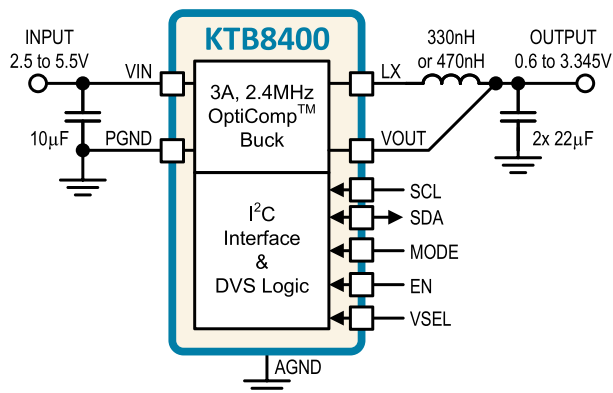 KTB8400
INPUT
2.5 to 5.5V
VIN
10µF
PGND
3A, 2.4MHz
OptiComp™
Buck
LX
330nH
or 470nH
OUTPUT
0.6 to 3.345V
VOUT
2x 22µF
I²C
Interface
&
DVS Logic
SCL
SDA
MODE
EN
VSEL
AGND